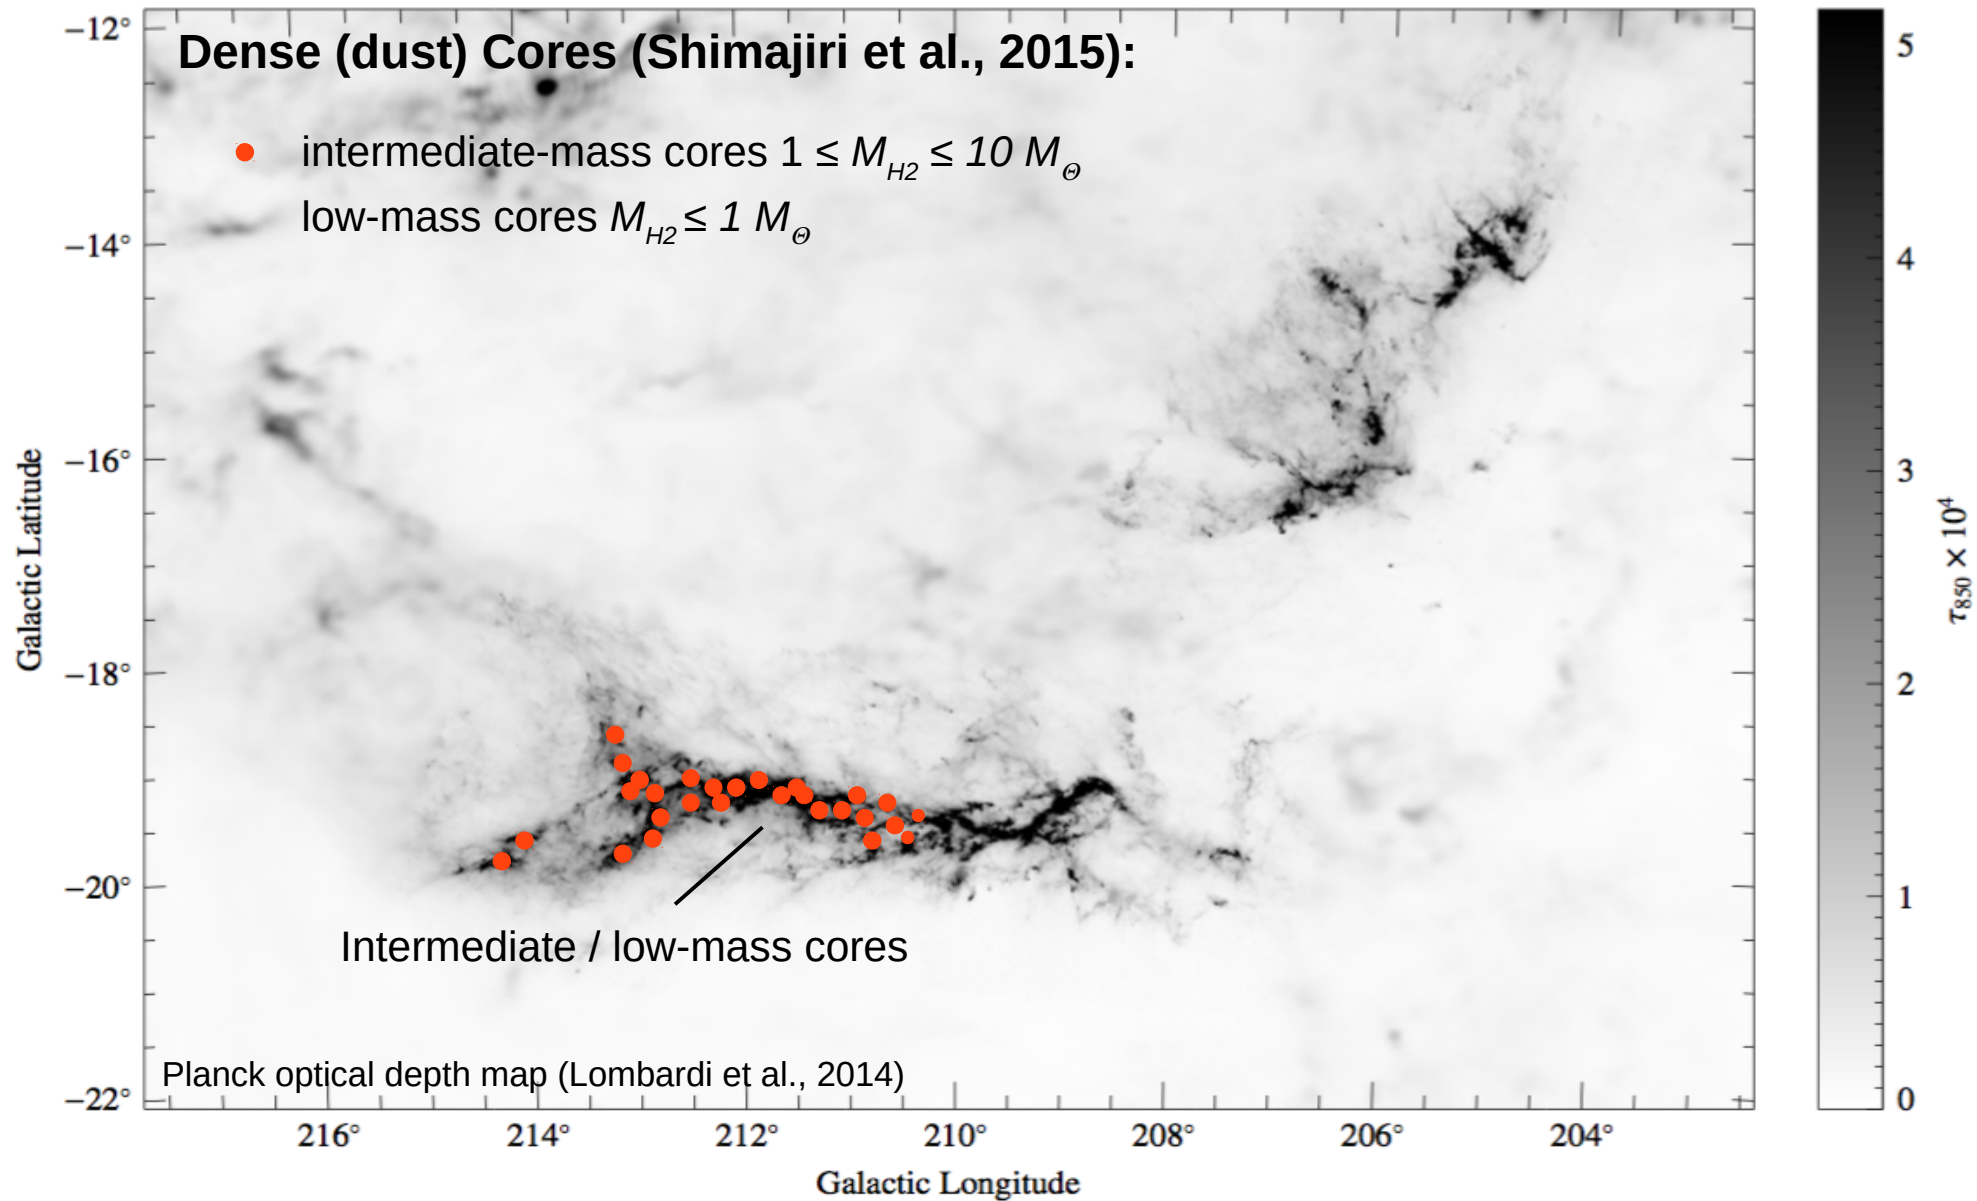 Dense (dust) Cores (Shimajiri et al., 2015):
intermediate-mass cores 1 ≤ M_H2 ≤ 10 M_Θ
low-mass cores M_H2 ≤ 1 M_Θ
Intermediate / low-mass cores
Planck optical depth map (Lombardi et al., 2014)
−12°
−14°
−16°
−18°
−20°
−22°
Galactic Latitude
216° 214° 212° 210° 208° 206° 204°
Galactic Longitude
5
4
3
2
1
0
τ850 × 10⁴